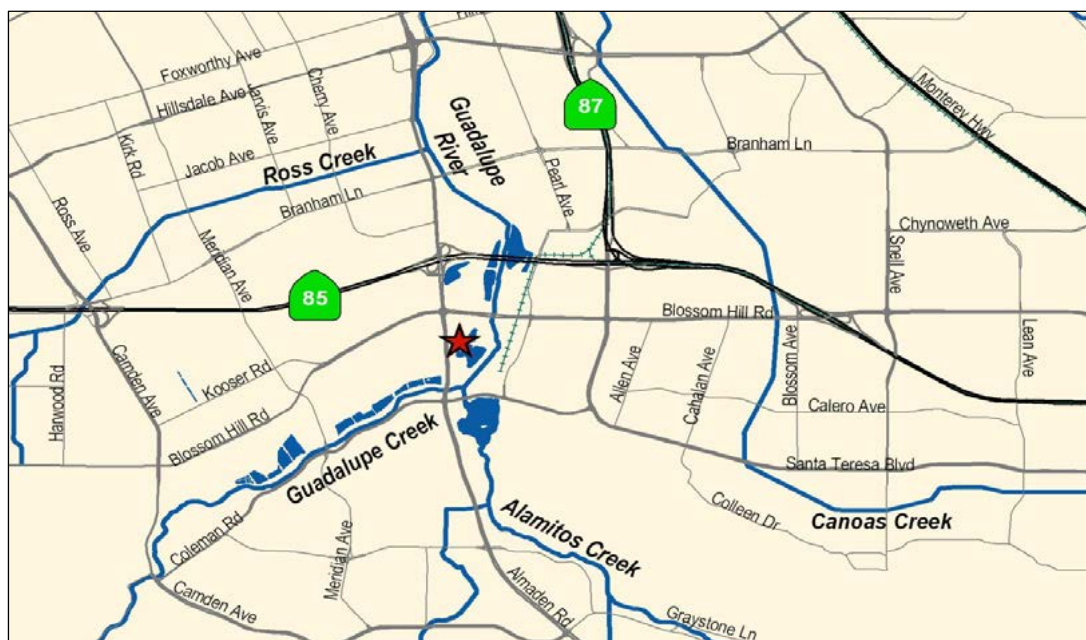 Foxworthy Ave
Hillsdale Ave
Jarvis Ave
Cherry Ave
Kirk Rd
Jacob Ave
Ross Creek
Branham Ln
Guadalupe
River
87
Pearl Ave
Branham Ln
Monterey Hwy
Chynoweth Ave
Snell Ave
Ross Ave
Meridian Ave
85
Blossom Hill Rd
Blossom Ave
Lean Ave
Camden Ave
Harwood Rd
Kooser Rd
Blossom Hill Rd
Allen Ave
Cahalan Ave
Calero Ave
Guadalupe Creek
Santa Teresa Blvd
Colleen Dr
Canoas Creek
Coleman Rd
Meridian Ave
Alamitos Creek
Camden Ave
Almaden Rd
Graystone Ln